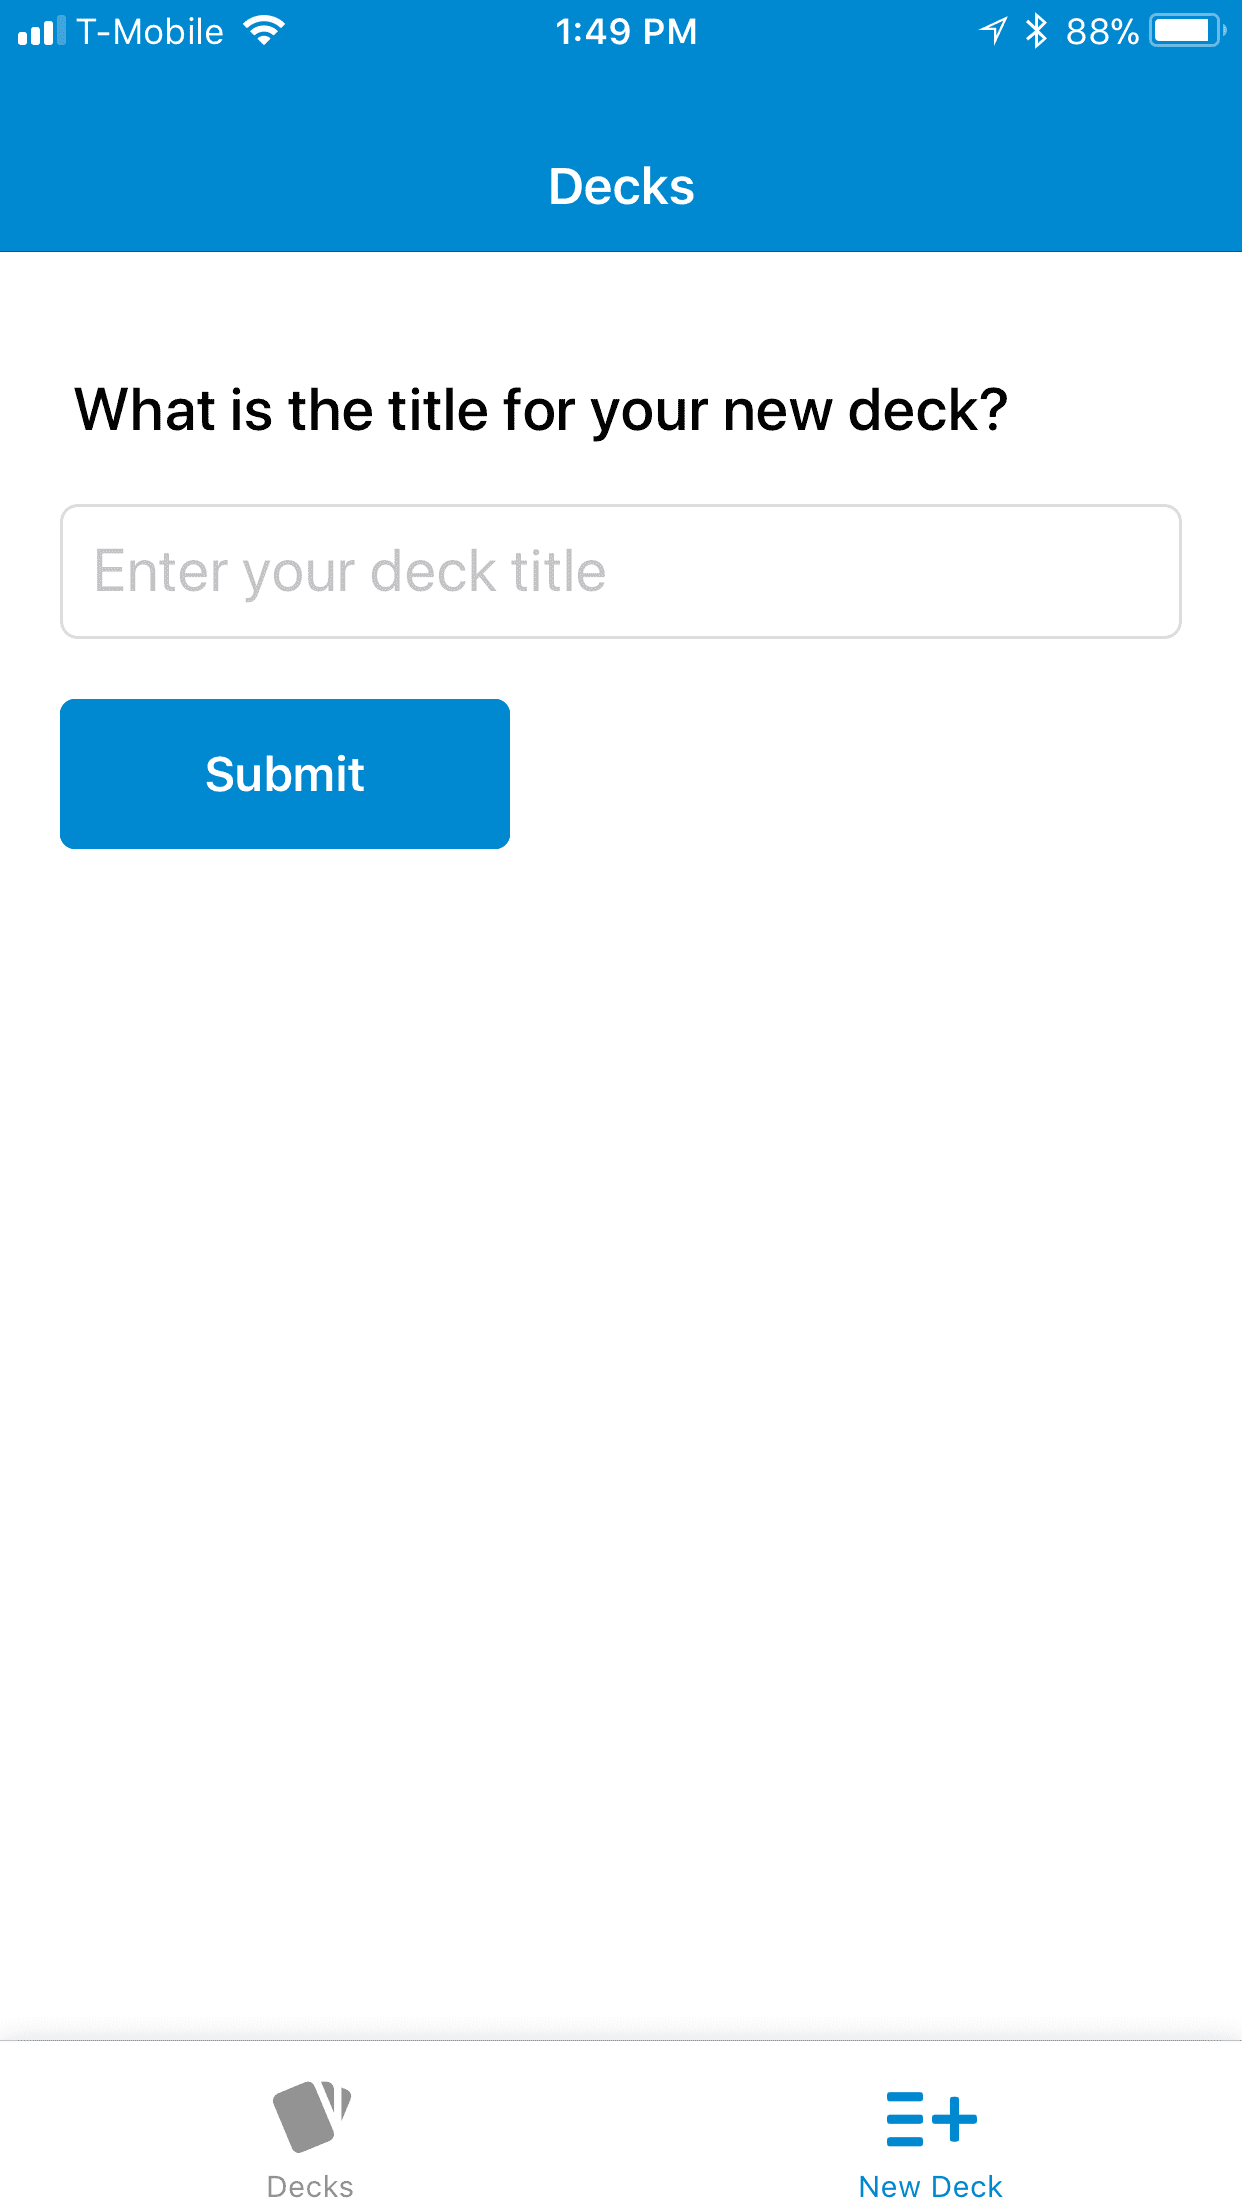 T-Mobile 1:49 PM 88%
Decks
What is the title for your new deck?
Enter your deck title
Submit
Decks New Deck